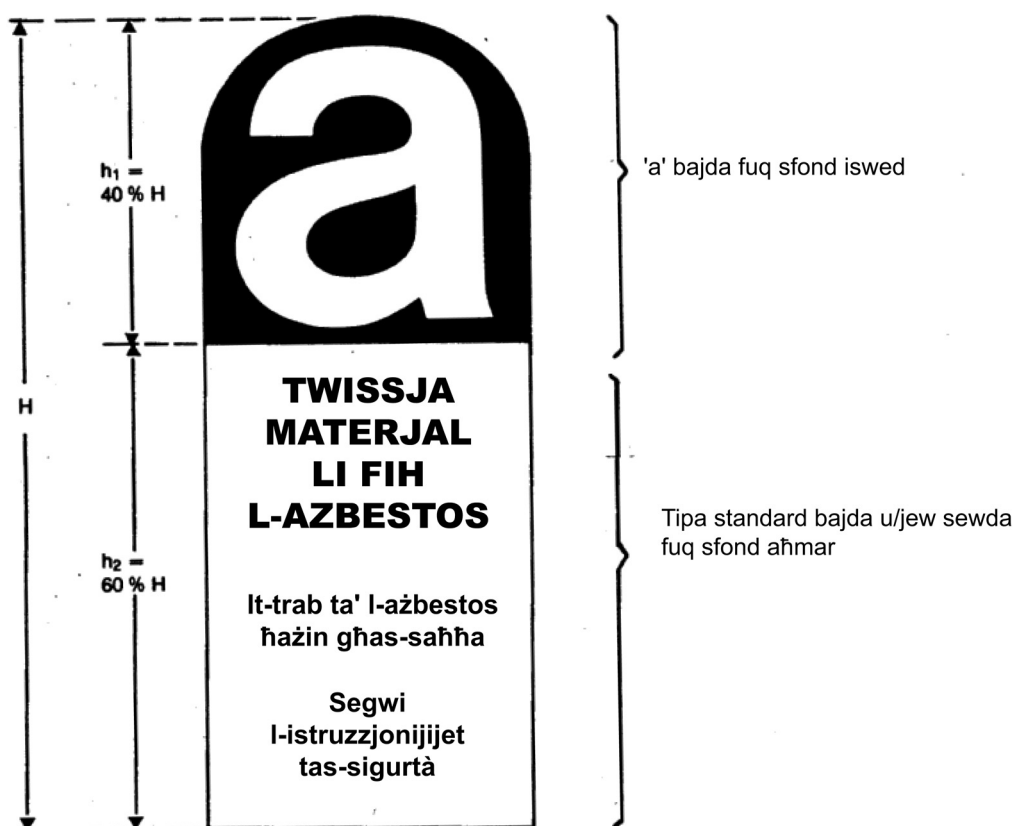 a
h₁ =
40 % H
'a' bajda fuq sfond iswed
H
TWISSJA
MATERJAL
LI FIH
L-AZBESTOS
h₂ =
60 % H
Tipa standard bajda u/jew sewda
fuq sfond aħmar
It-trab ta' l-ażbestos
ħażin għas-saħħa
Segwi
l-istruzzjonijijet
tas-sigurtà